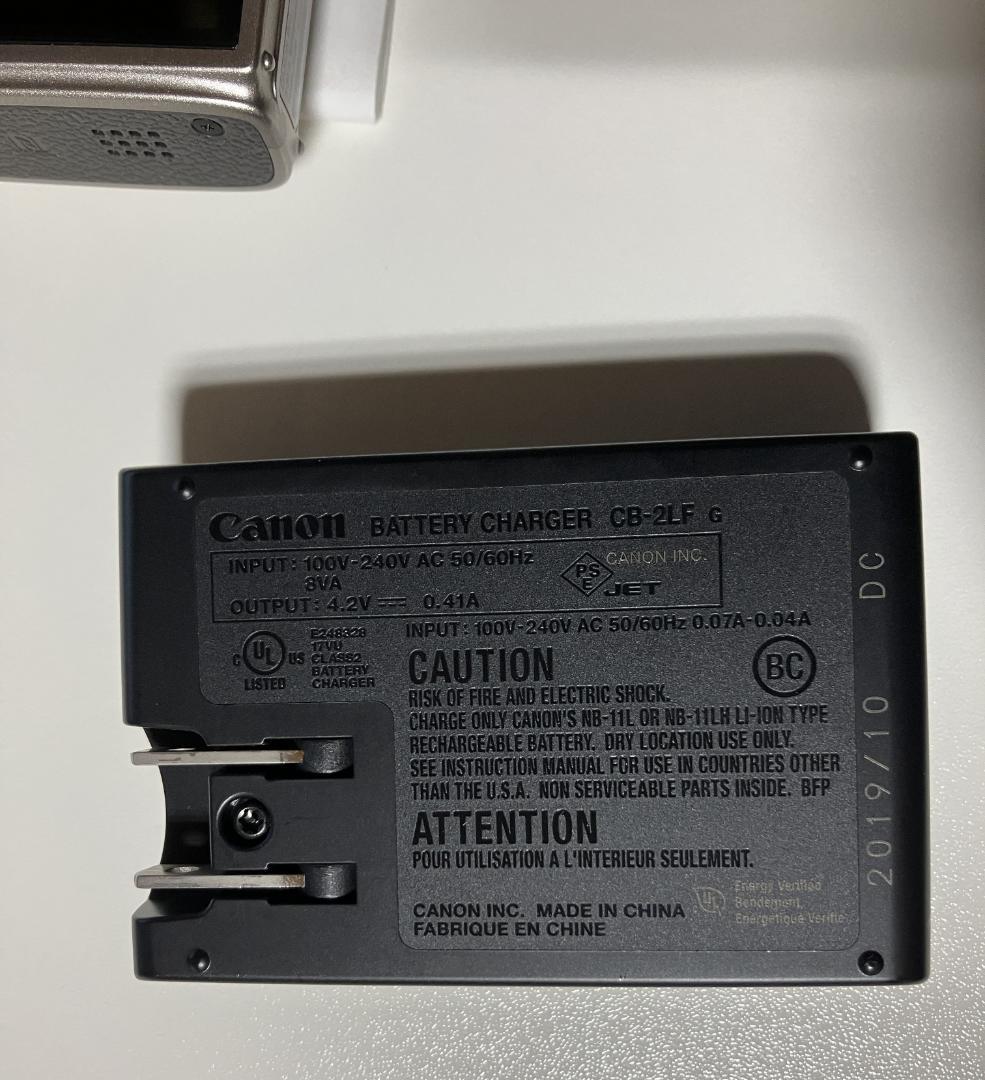 Canon BATTERY CHARGER CB-2LF G
INPUT: 100V-240V AC 50/60Hz
8VA
OUTPUT: 4.2V⎓ 0.41A
PS
E
CANON INC.
JET
INPUT: 100V-240V AC 50/60Hz 0.07A-0.04A
C UL US
LISTED
E248328
17VU
CLASS2
BATTERY
CHARGER
BC
CAUTION
RISK OF FIRE AND ELECTRIC SHOCK.
CHARGE ONLY CANON'S NB-11L OR NB-11LH LI-ION TYPE
RECHARGEABLE BATTERY. DRY LOCATION USE ONLY.
SEE INSTRUCTION MANUAL FOR USE IN COUNTRIES OTHER
THAN THE U.S.A. NON SERVICEABLE PARTS INSIDE. BFP
ATTENTION
POUR UTILISATION A L'INTERIEUR SEULEMENT.
CANON INC. MADE IN CHINA
FABRIQUE EN CHINE
UL
Energy Verified
Rendement
Energetique Verifie
2019/10 DC